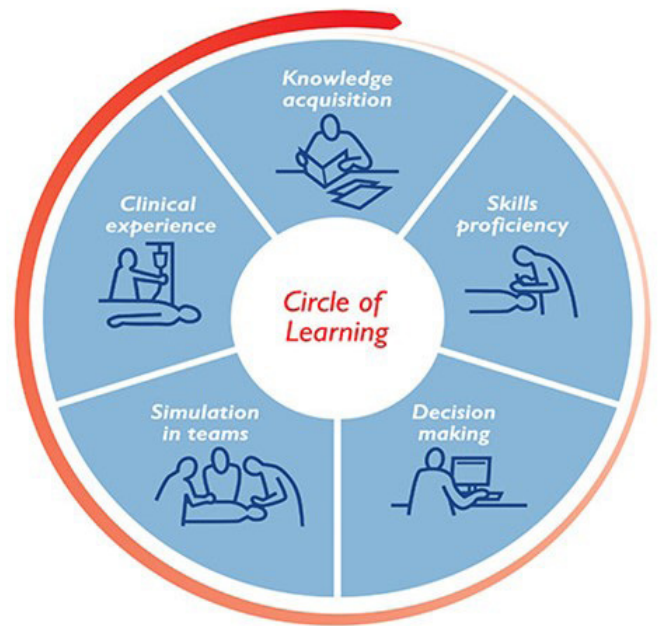 Knowledge
acquisition
Skills
proficiency
Decision
making
Simulation
in teams
Clinical
experience
Circle of
Learning